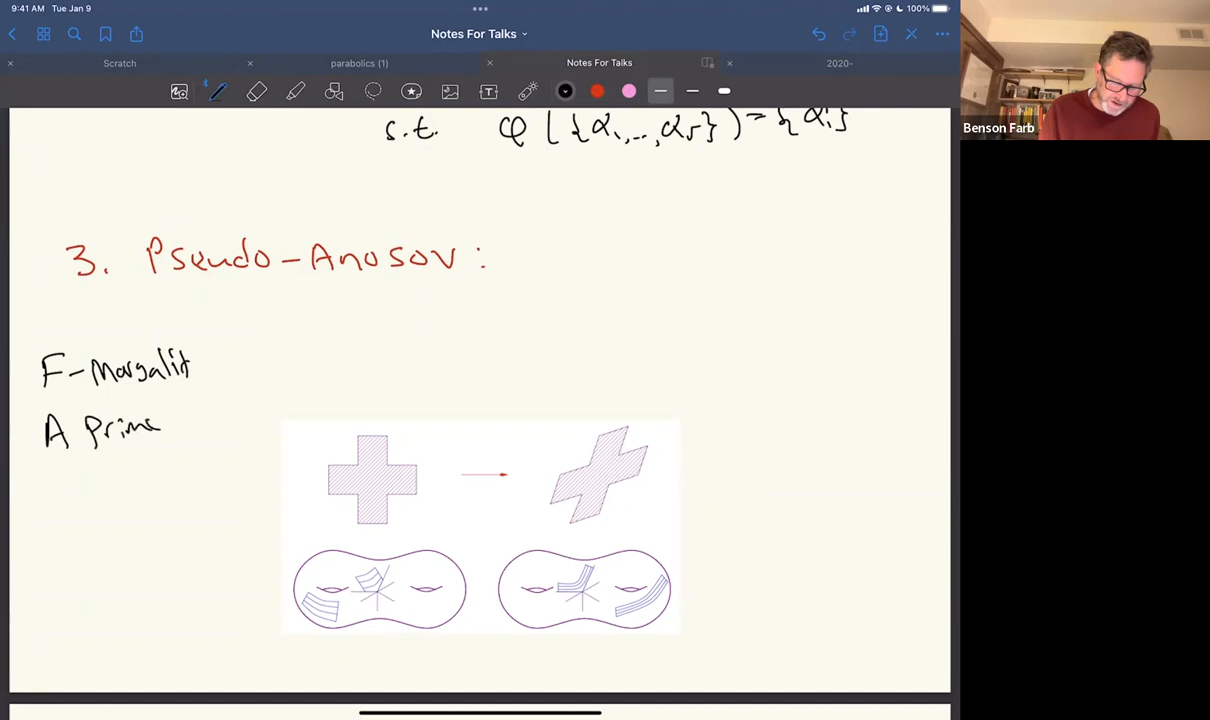 9:41 AM Tue Jan 9
100%
Notes For Talks
Scratch
parabolics (1)
Notes For Talks
2020-
Benson Farb
s.t. φ({α₁,...,αᵣ})={αᵢ}
3. Pseudo-Anosov:
F-Margalit
A Prime